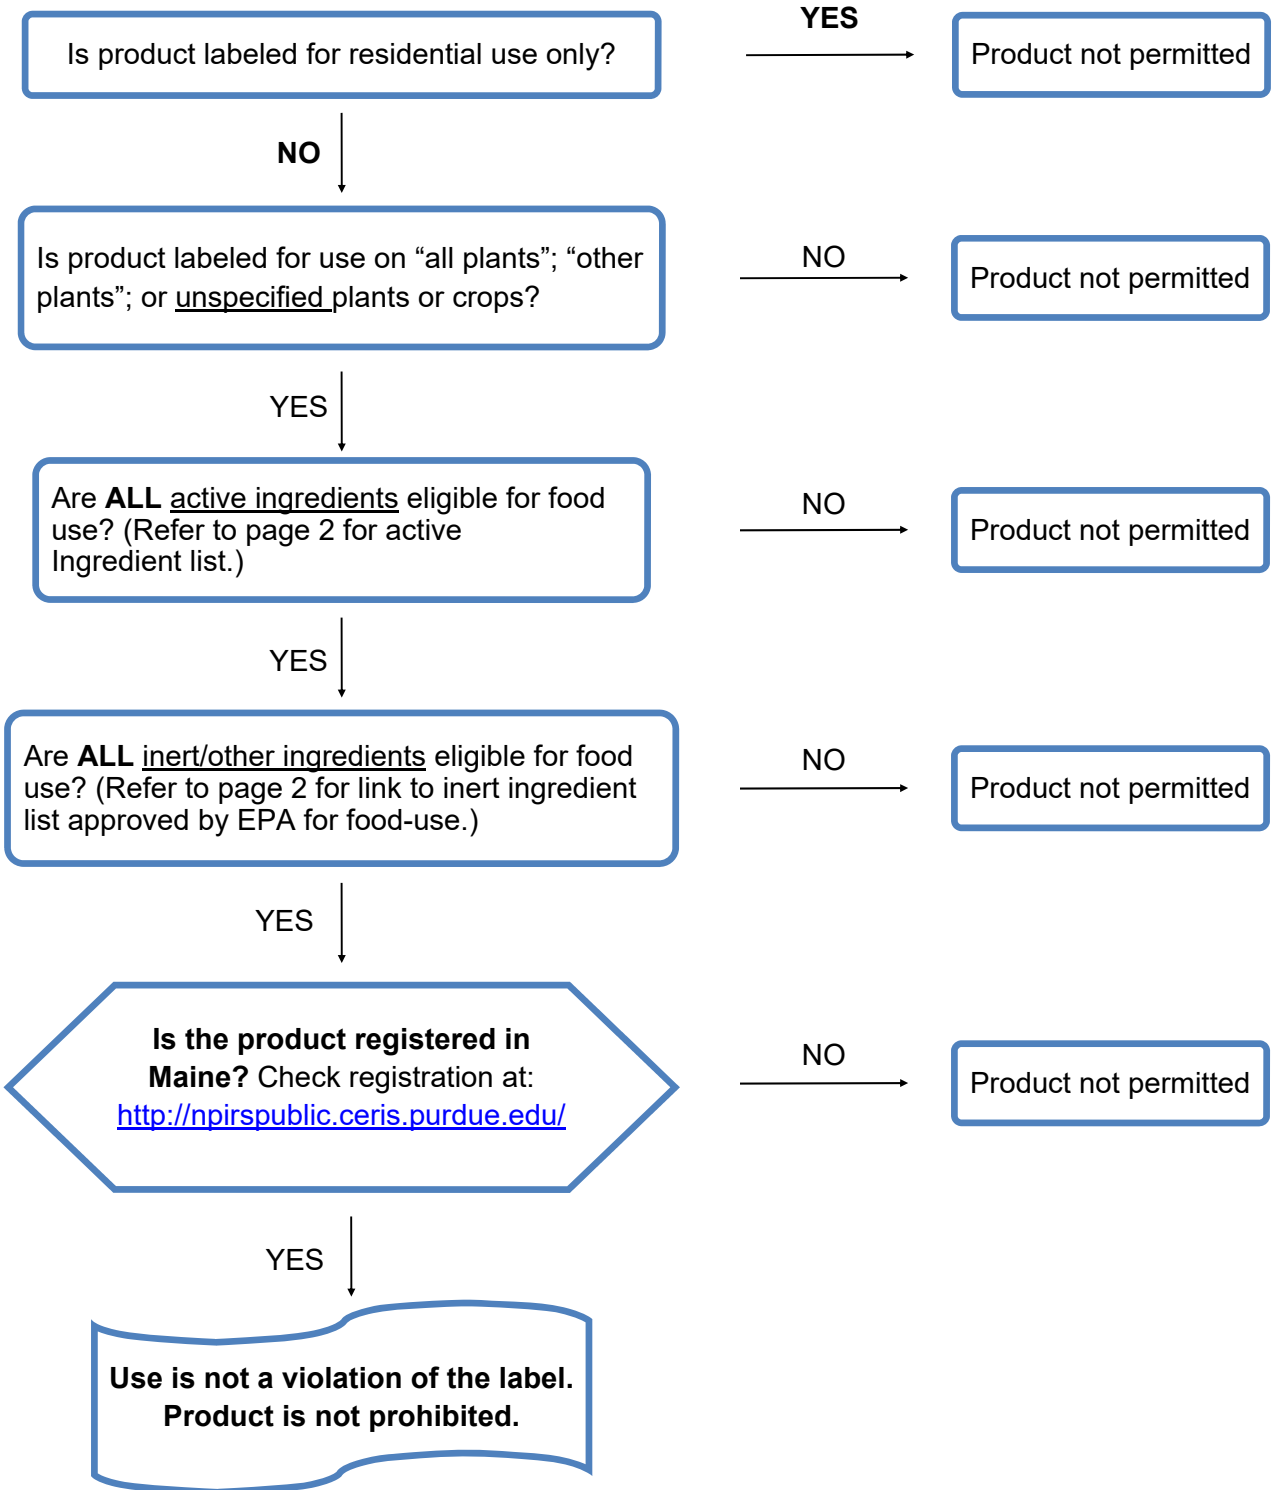 YES
Is product labeled for residential use only?
Product not permitted
NO
Is product labeled for use on “all plants”; “other
plants”; or unspecified plants or crops?
NO
Product not permitted
YES
Are ALL active ingredients eligible for food
use? (Refer to page 2 for active
Ingredient list.)
NO
Product not permitted
YES
Are ALL inert/other ingredients eligible for food
use? (Refer to page 2 for link to inert ingredient
list approved by EPA for food-use.)
NO
Product not permitted
YES
Is the product registered in
Maine? Check registration at:
http://npirspublic.ceris.purdue.edu/
NO
Product not permitted
YES
Use is not a violation of the label.
Product is not prohibited.